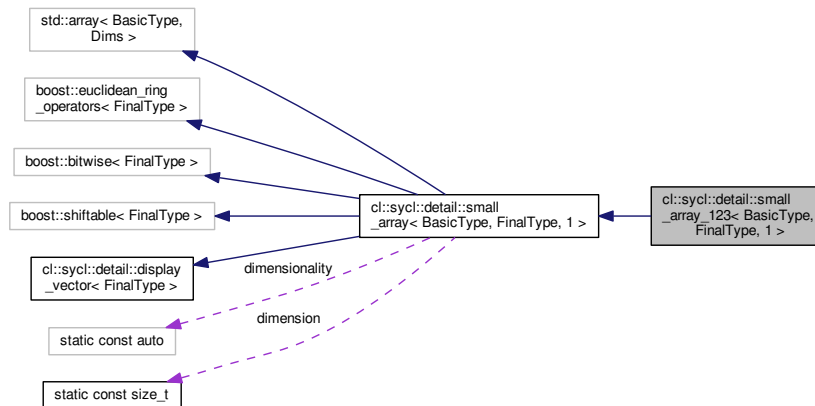 std::array< BasicType,
Dims >
boost::euclidean_ring
_operators< FinalType >
boost::bitwise< FinalType >
boost::shiftable< FinalType >
cl::sycl::detail::display
_vector< FinalType >
static const auto
static const size_t
dimensionality
dimension
cl::sycl::detail::small
_array< BasicType, FinalType, 1 >
cl::sycl::detail::small
_array_123< BasicType,
FinalType, 1 >